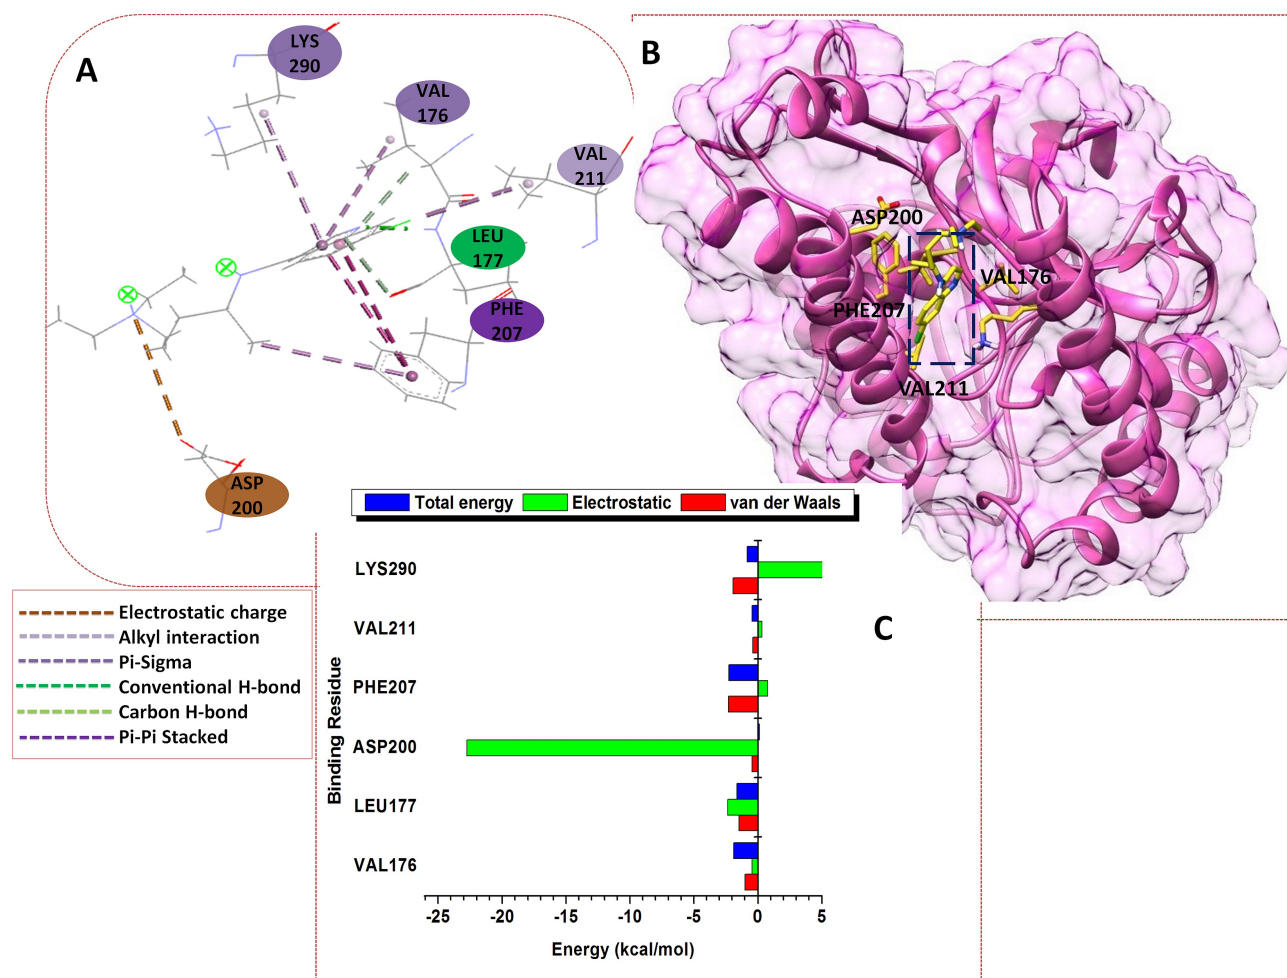 A
LYS
290
VAL
176
VAL
211
LEU
177
PHE
207
ASP
200
B
ASP200
VAL176
PHE207
VAL211
Electrostatic charge
Alkyl interaction
Pi-Sigma
Conventional H-bond
Carbon H-bond
Pi-Pi Stacked
C
Total energy Electrostatic van der Waals
Binding Residue
LYS290
VAL211
PHE207
ASP200
LEU177
VAL176
-25 -20 -15 -10 -5 0 5
Energy (kcal/mol)